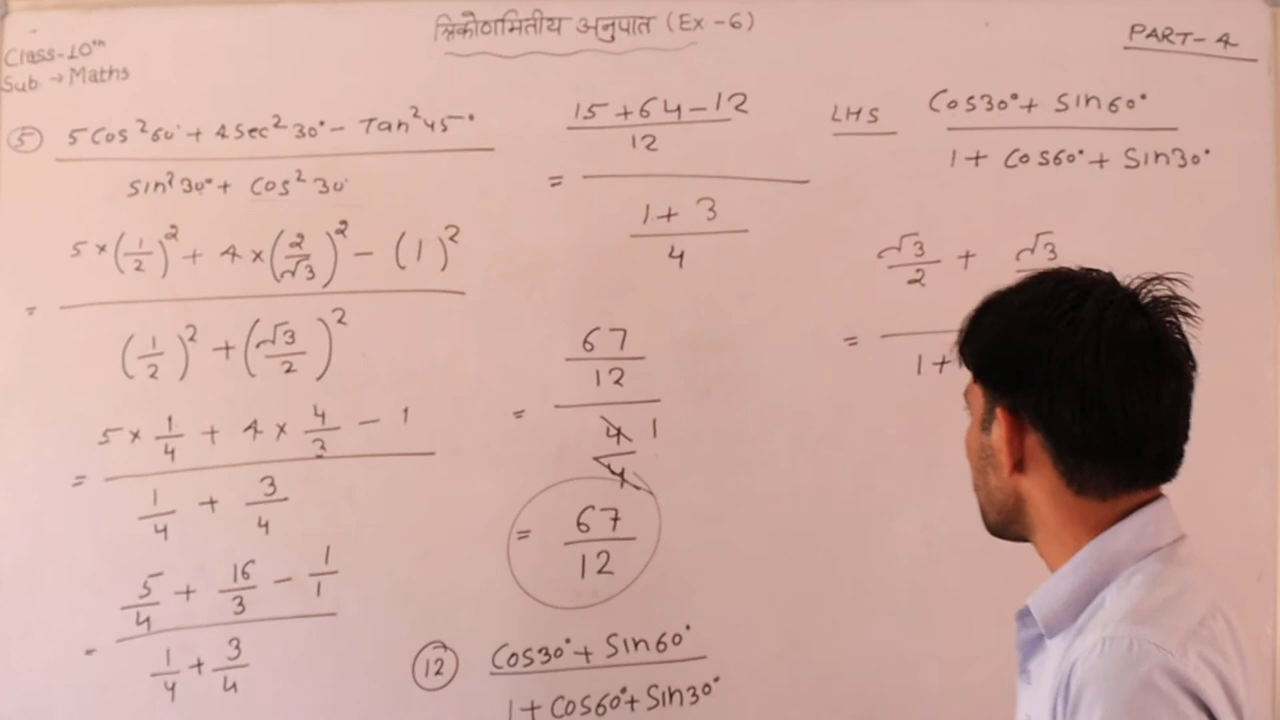 त्रिकोणमितीय अनुपात (Ex-6)
Class-10th
Sub → Maths
PART-4
⑤ 5 Cos²60° + 4 Sec²30° - Tan²45°
Sin²30° + Cos²30°
= 5×(1/2)² + 4×(2/√3)² - (1)²
(1/2)² + (√3/2)²
= 5 × 1/4 + 4 × 4/3 - 1
1/4 + 3/4
= 5/4 + 16/3 - 1/1
1/4 + 3/4
15 + 64 - 12
12
=
1 + 3
4
67
12
=
4 1
4
= 67/12
⑫ Cos30° + Sin60°
1 + Cos60° + Sin30°
LHS Cos30° + Sin60°
1 + Cos60° + Sin30°
√3/2 + √3
=
1+